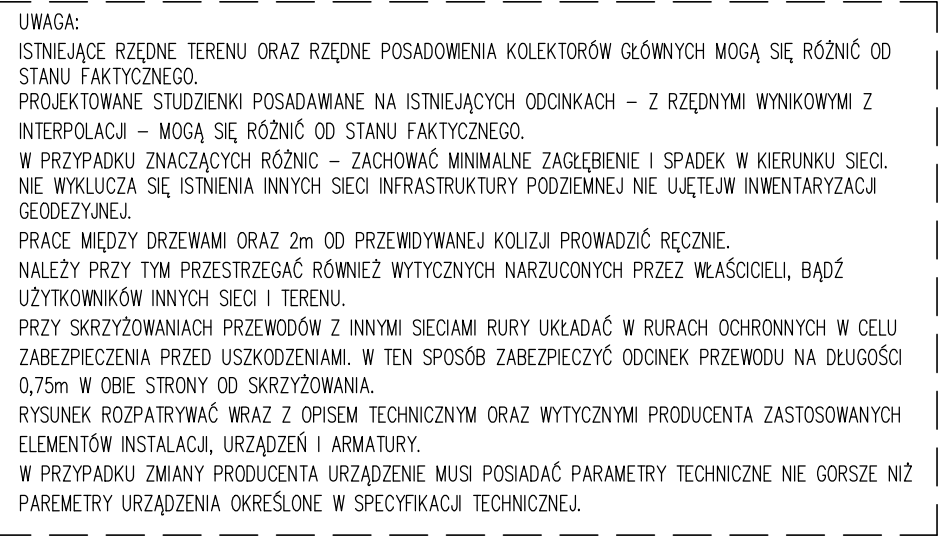 UWAGA:
ISTNIEJĄCE RZĘDNE TERENU ORAZ RZĘDNE POSADOWIENIA KOLEKTORÓW GŁÓWNYCH MOGĄ SIĘ RÓŻNIĆ OD
STANU FAKTYCZNEGO.
PROJEKTOWANE STUDZIENKI POSADAWIANE NA ISTNIEJĄCYCH ODCINKACH – Z RZĘDNYMI WYNIKOWYMI Z
INTERPOLACJI – MOGĄ SIĘ RÓŻNIĆ OD STANU FAKTYCZNEGO.
W PRZYPADKU ZNACZĄCYCH RÓŻNIC – ZACHOWAĆ MINIMALNE ZAGŁĘBIENIE I SPADEK W KIERUNKU SIECI.
NIE WYKLUCZA SIĘ ISTNIENIA INNYCH SIECI INFRASTRUKTURY PODZIEMNEJ NIE UJĘTEJW INWENTARYZACJI
GEODEZYJNEJ.
PRACE MIĘDZY DRZEWAMI ORAZ 2m OD PRZEWIDYWANEJ KOLIZJI PROWADZIĆ RĘCZNIE.
NALEŻY PRZY TYM PRZESTRZEGAĆ RÓWNIEŻ WYTYCZNYCH NARZUCONYCH PRZEZ WŁAŚCICIELI, BĄDŹ
UŻYTKOWNIKÓW INNYCH SIECI I TERENU.
PRZY SKRZYŻOWANIACH PRZEWODÓW Z INNYMI SIECIAMI RURY UKŁADAĆ W RURACH OCHRONNYCH W CELU
ZABEZPIECZENIA PRZED USZKODZENIAMI. W TEN SPOSÓB ZABEZPIECZYĆ ODCINEK PRZEWODU NA DŁUGOŚCI
0,75m W OBIE STRONY OD SKRZYŻOWANIA.
RYSUNEK ROZPATRYWAĆ WRAZ Z OPISEM TECHNICZNYM ORAZ WYTYCZNYMI PRODUCENTA ZASTOSOWANYCH
ELEMENTÓW INSTALACJI, URZĄDZEŃ I ARMATURY.
W PRZYPADKU ZMIANY PRODUCENTA URZĄDZENIE MUSI POSIADAĆ PARAMETRY TECHNICZNE NIE GORSZE NIŻ
PAREMETRY URZĄDZENIA OKREŚLONE W SPECYFIKACJI TECHNICZNEJ.